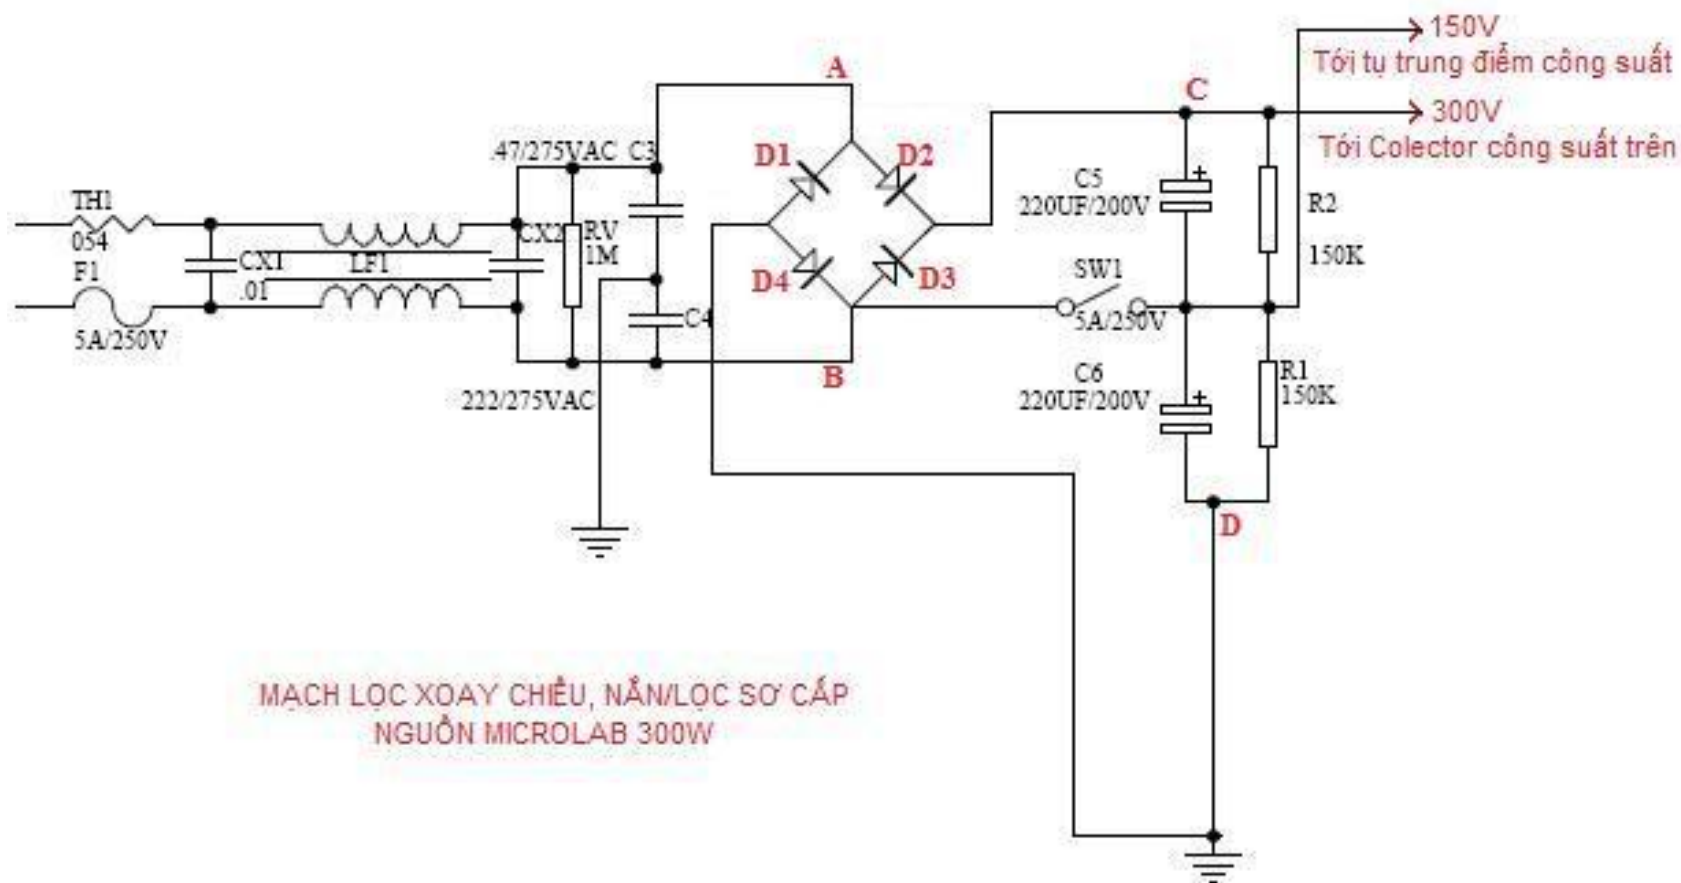 150V
Tới tụ trung điểm công suất
A
C
300V
Tới Colector công suất trên
.47/275VAC
C3
D1
D2
C5
220UF/200V
R2
150K
TH1
054
CX2
RV
1M
F1
CX1
.01
LF1
D4
D3
SW1
5A/250V
C4
5A/250V
B
C6
220UF/200V
R1
150K
222/275VAC
D
MẠCH LỌC XOAY CHIỀU, NẮN/LỌC SƠ CẤP
NGUỒN MICROLAB 300W